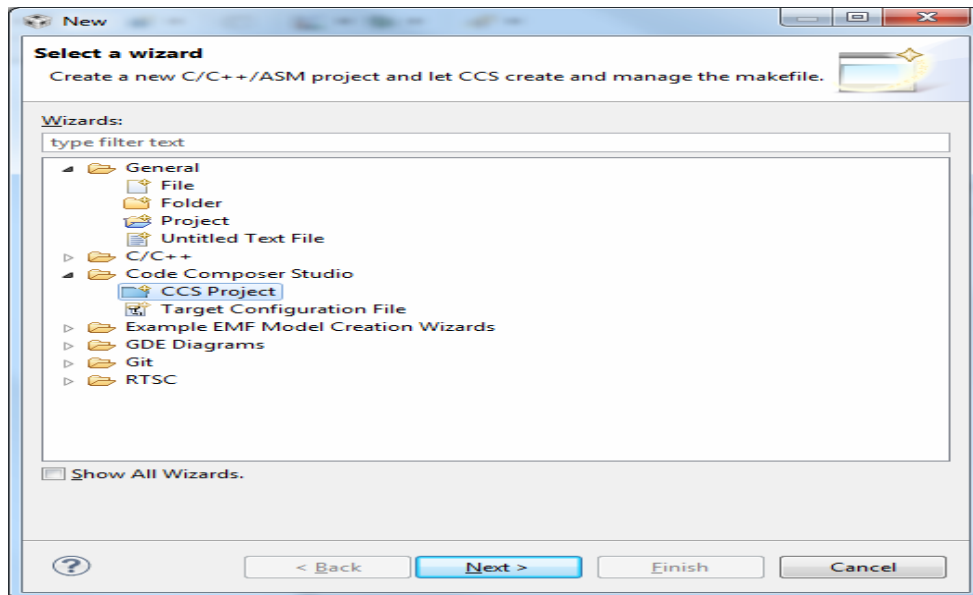 New
Select a wizard
Create a new C/C++/ASM project and let CCS create and manage the makefile.
Wizards:
type filter text
General
File
Folder
Project
Untitled Text File
C/C++
Code Composer Studio
CCS Project
Target Configuration File
Example EMF Model Creation Wizards
GDE Diagrams
Git
RTSC
Show All Wizards.
? < Back Next > Finish Cancel